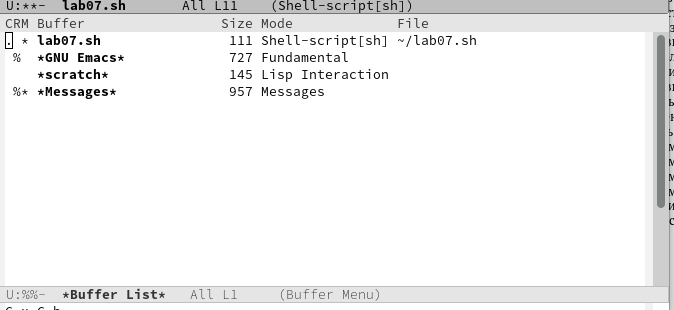 U:**-  lab07.sh       All L11    (Shell-script[sh])
CRM Buffer                 Size Mode             File
.  * lab07.sh               111 Shell-script[sh] ~/lab07.sh
 %  *GNU Emacs*             727 Fundamental
    *scratch*               145 Lisp Interaction
 %* *Messages*              957 Messages
U:%%-  *Buffer List*   All L1     (Buffer Menu)